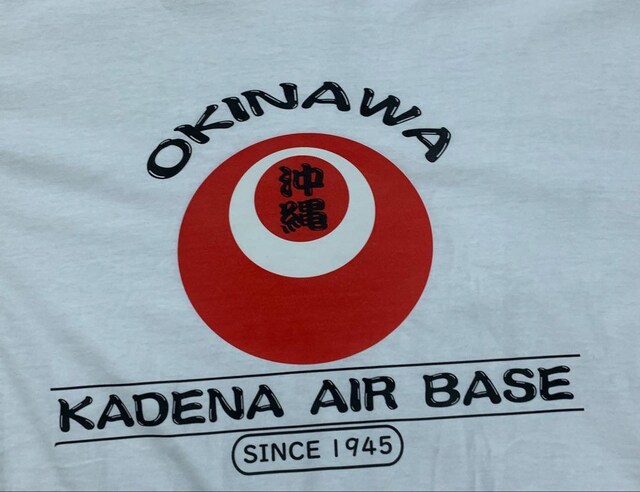 OKINAWA
沖
縄
KADENA AIR BASE
SINCE 1945